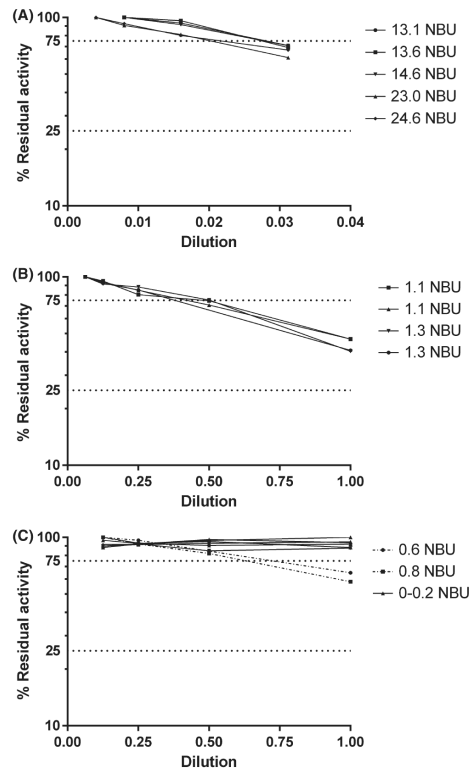 (A)
100
75
25
10
% Residual activity
0.00 0.01 0.02 0.03 0.04
Dilution
13.1 NBU
13.6 NBU
14.6 NBU
23.0 NBU
24.6 NBU
(B)
100
75
25
10
% Residual activity
0.00 0.25 0.50 0.75 1.00
Dilution
1.1 NBU
1.1 NBU
1.3 NBU
1.3 NBU
(C)
100
75
25
10
% Residual activity
0.00 0.25 0.50 0.75 1.00
Dilution
0.6 NBU
0.8 NBU
0-0.2 NBU